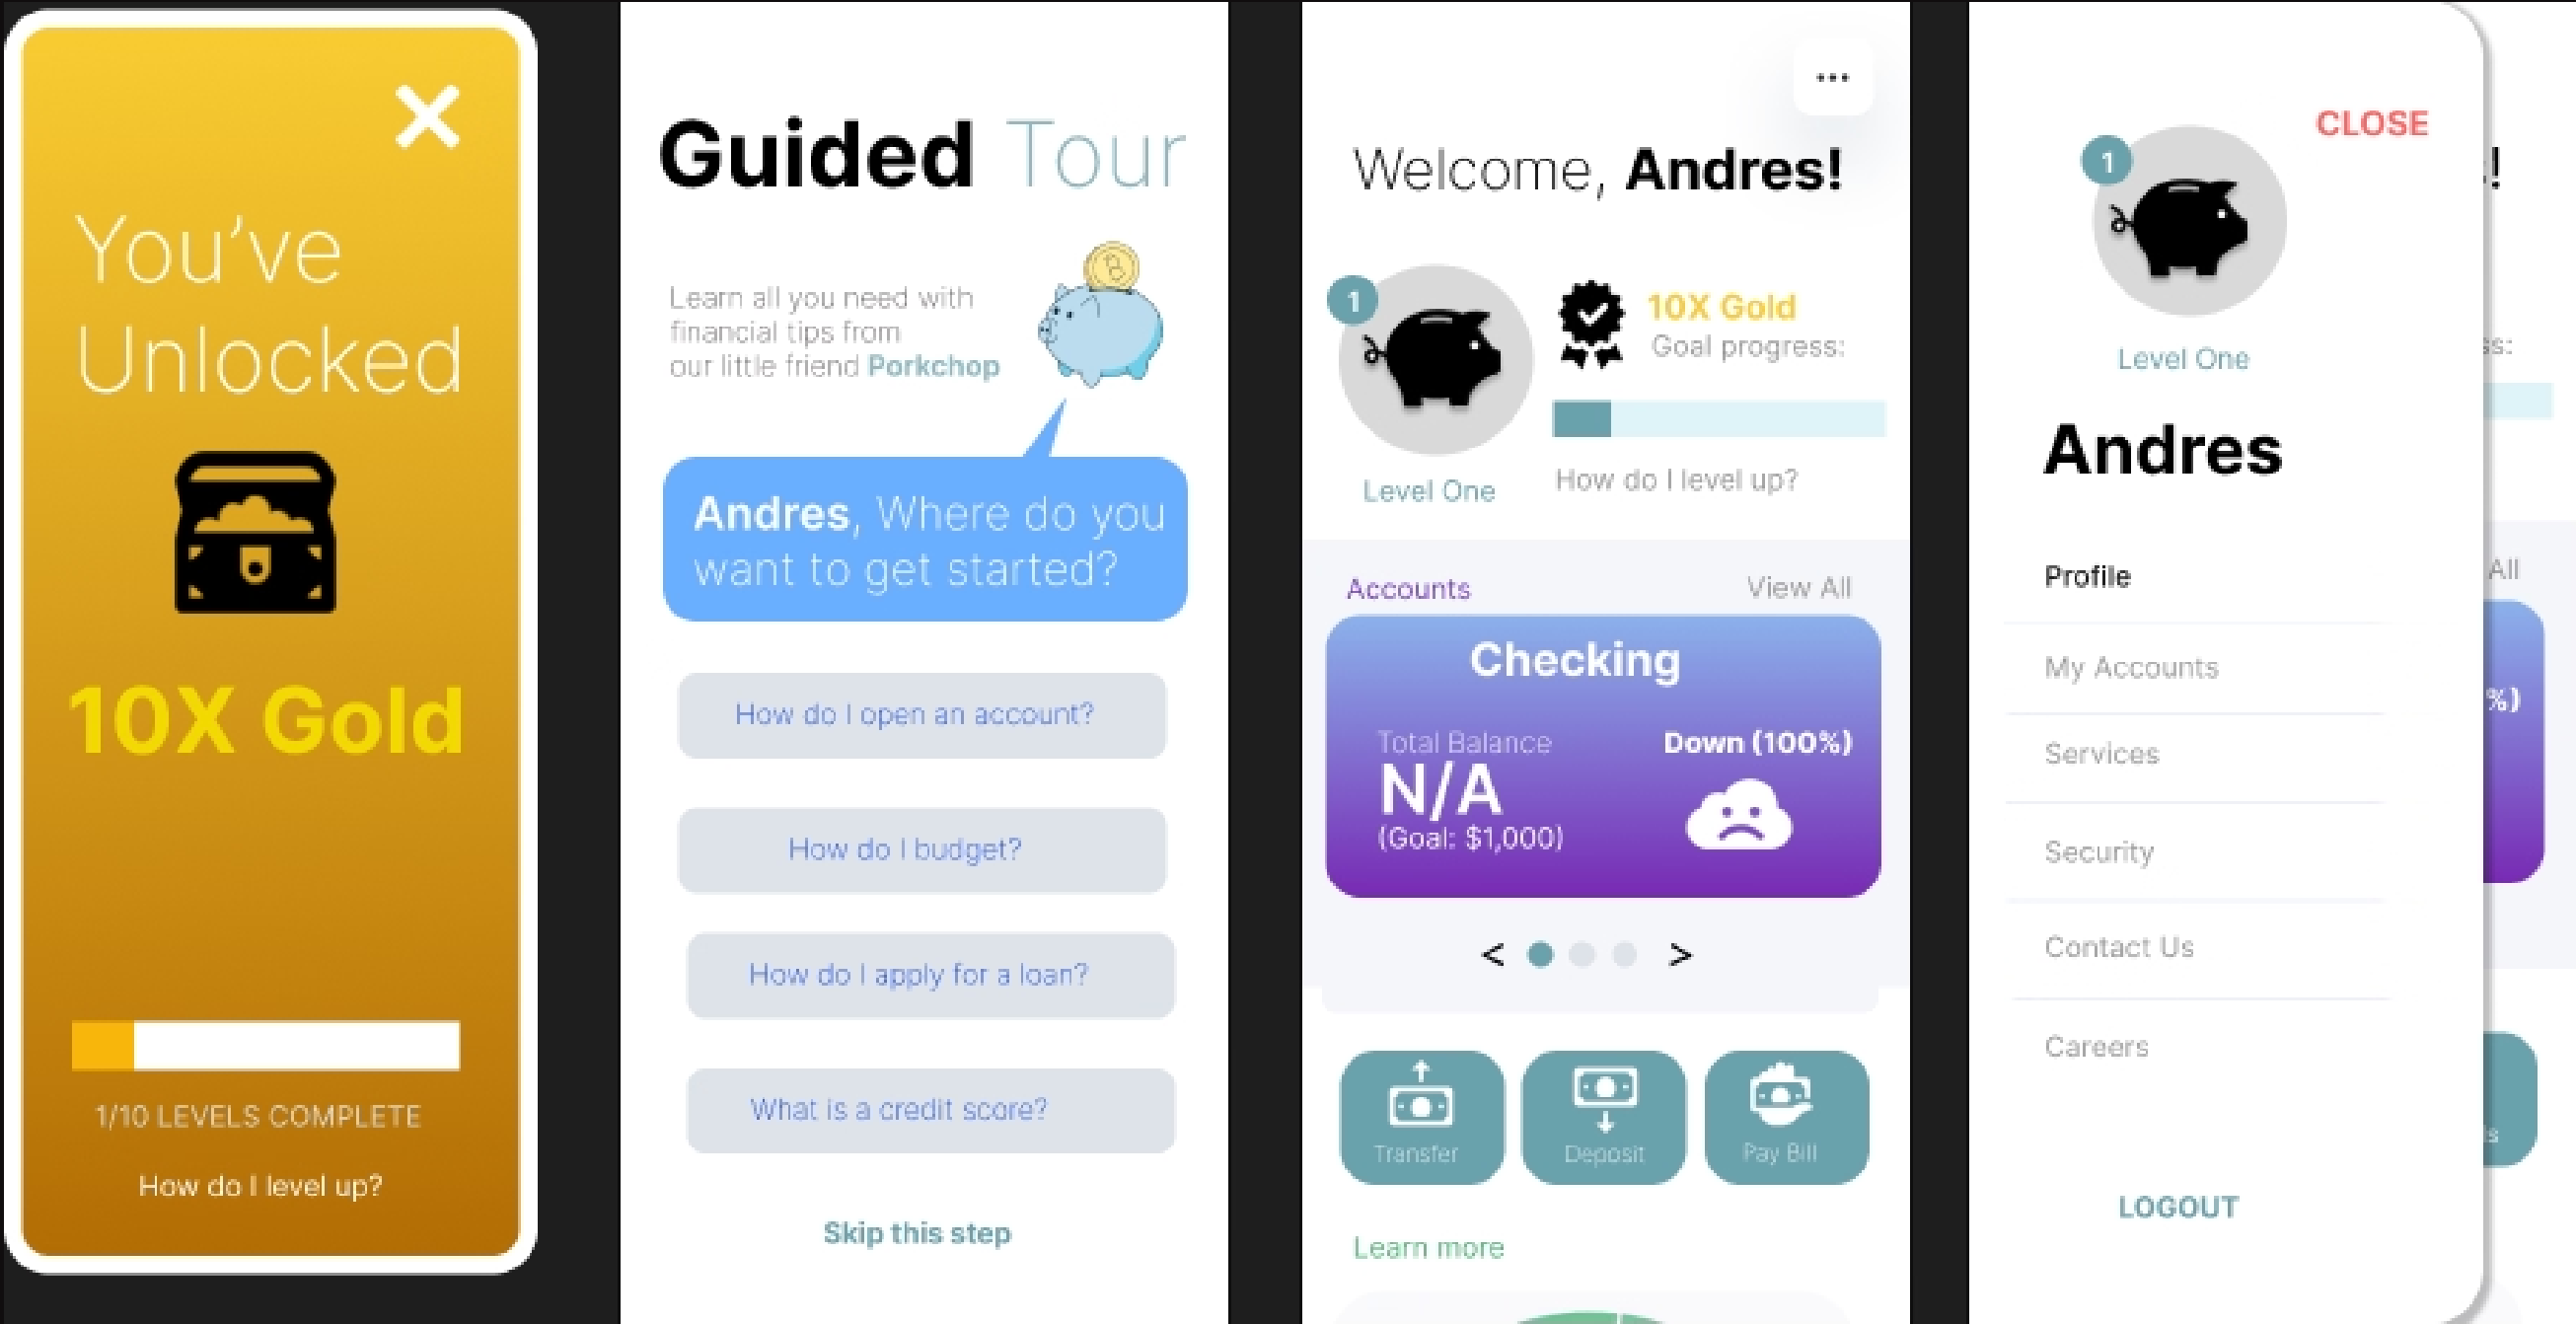 You've
Unlocked
10X Gold
1/10 LEVELS COMPLETE
How do I level up?
Guided Tour
Learn all you need with
financial tips from
our little friend Porkchop
Andres, Where do you
want to get started?
How do I open an account?
How do I budget?
How do I apply for a loan?
What is a credit score?
Skip this step
...
Welcome, Andres!
1
10X Gold
Goal progress:
How do I level up?
Level One
Accounts
View All
Checking
Total Balance
Down (100%)
N/A
(Goal: $1,000)
< >
Transfer
Deposit
Pay Bill
Learn more
CLOSE
1
Level One
Andres
Profile
My Accounts
Services
Security
Contact Us
Careers
LOGOUT
!
s:
All
%)